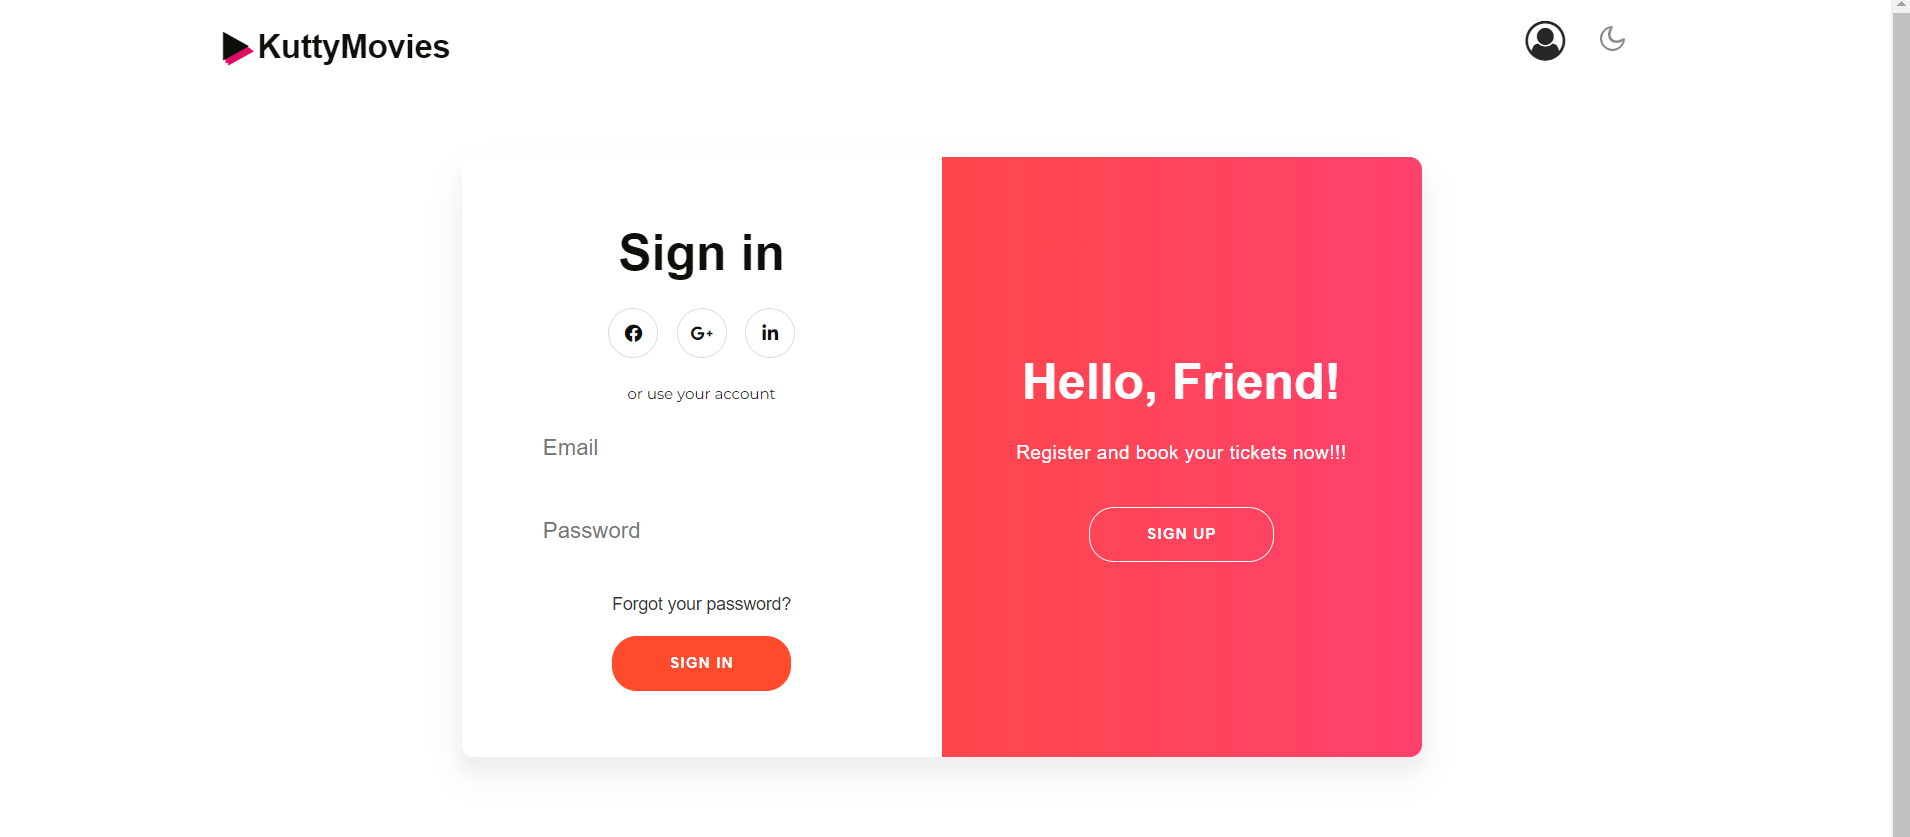 KuttyMovies
Sign in
G+
in
or use your account
Email
Password
Forgot your password?
SIGN IN
Hello, Friend!
Register and book your tickets now!!!
SIGN UP